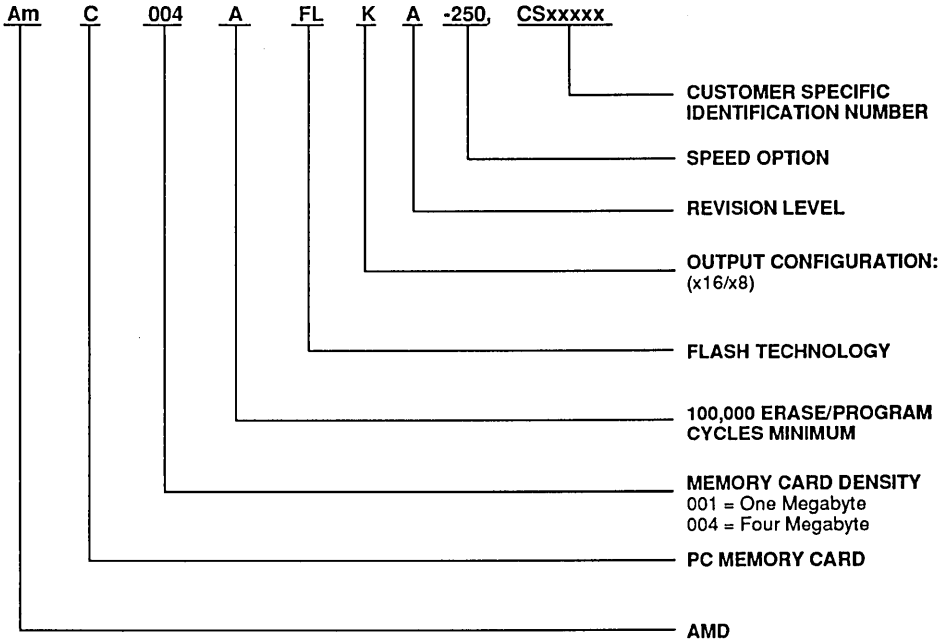 Am C 004 A FL K A -250, CSxxxxx
CUSTOMER SPECIFIC
IDENTIFICATION NUMBER
SPEED OPTION
REVISION LEVEL
OUTPUT CONFIGURATION:
(x16/x8)
FLASH TECHNOLOGY
100,000 ERASE/PROGRAM
CYCLES MINIMUM
MEMORY CARD DENSITY
001 = One Megabyte
004 = Four Megabyte
PC MEMORY CARD
AMD